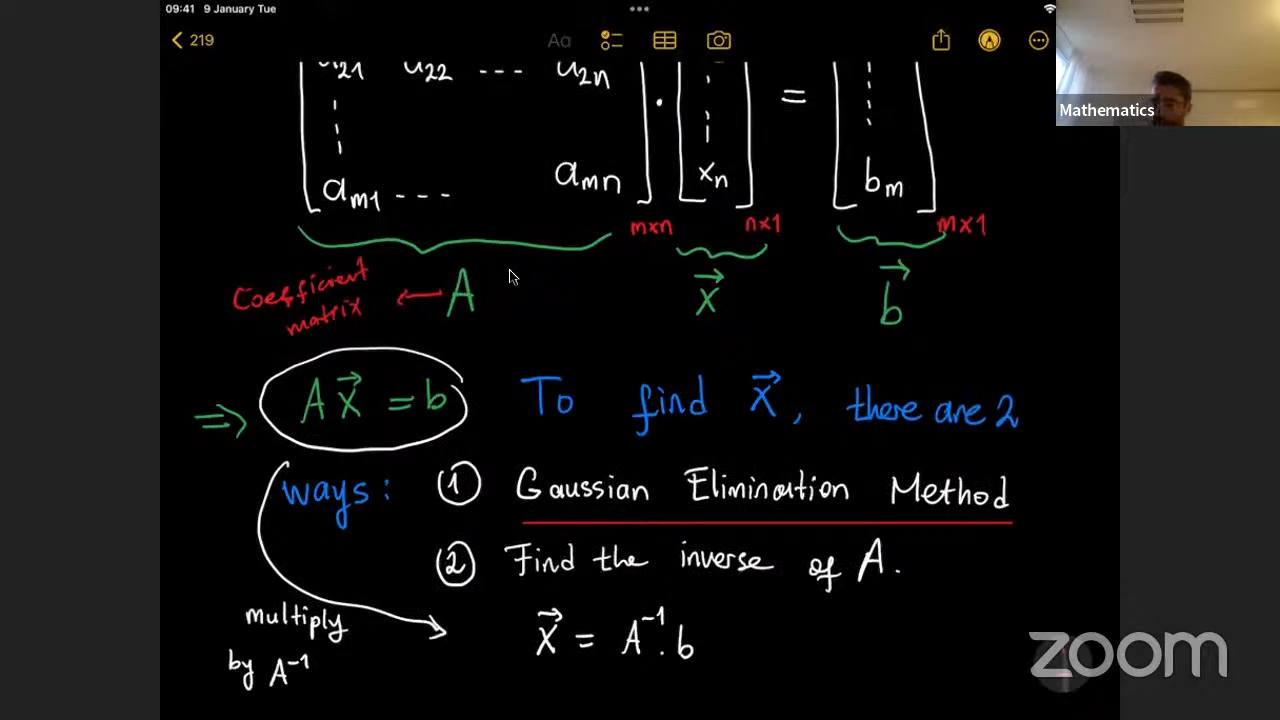 09:41 9 January Tue
219
Aa
Mathematics
a21 a22 --- a2n
am1 --- amn
xn
=
bm
m×n n×1 m×1
Coefficient
matrix
← A
x⃗
b⃗
⇒ Ax⃗ = b To find x⃗, there are 2
ways: ① Gaussian Elimination Method
② Find the inverse of A.
multiply
by A⁻¹
x⃗ = A⁻¹.b
zoom